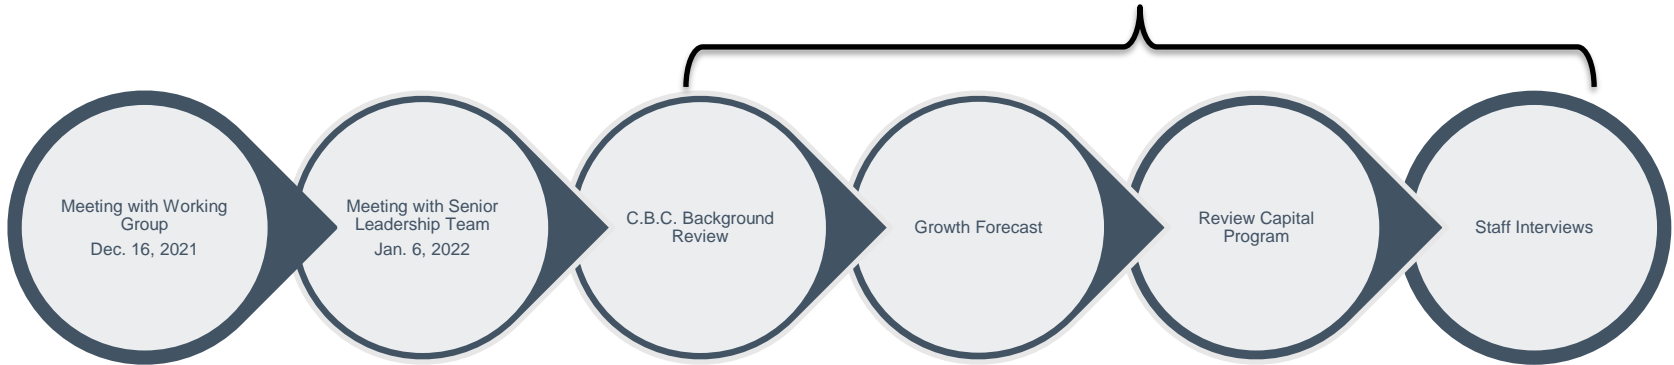 Meeting with Working
Group
Dec. 16, 2021
Meeting with Senior
Leadership Team
Jan. 6, 2022
C.B.C. Background
Review
Growth Forecast
Review Capital
Program
Staff Interviews